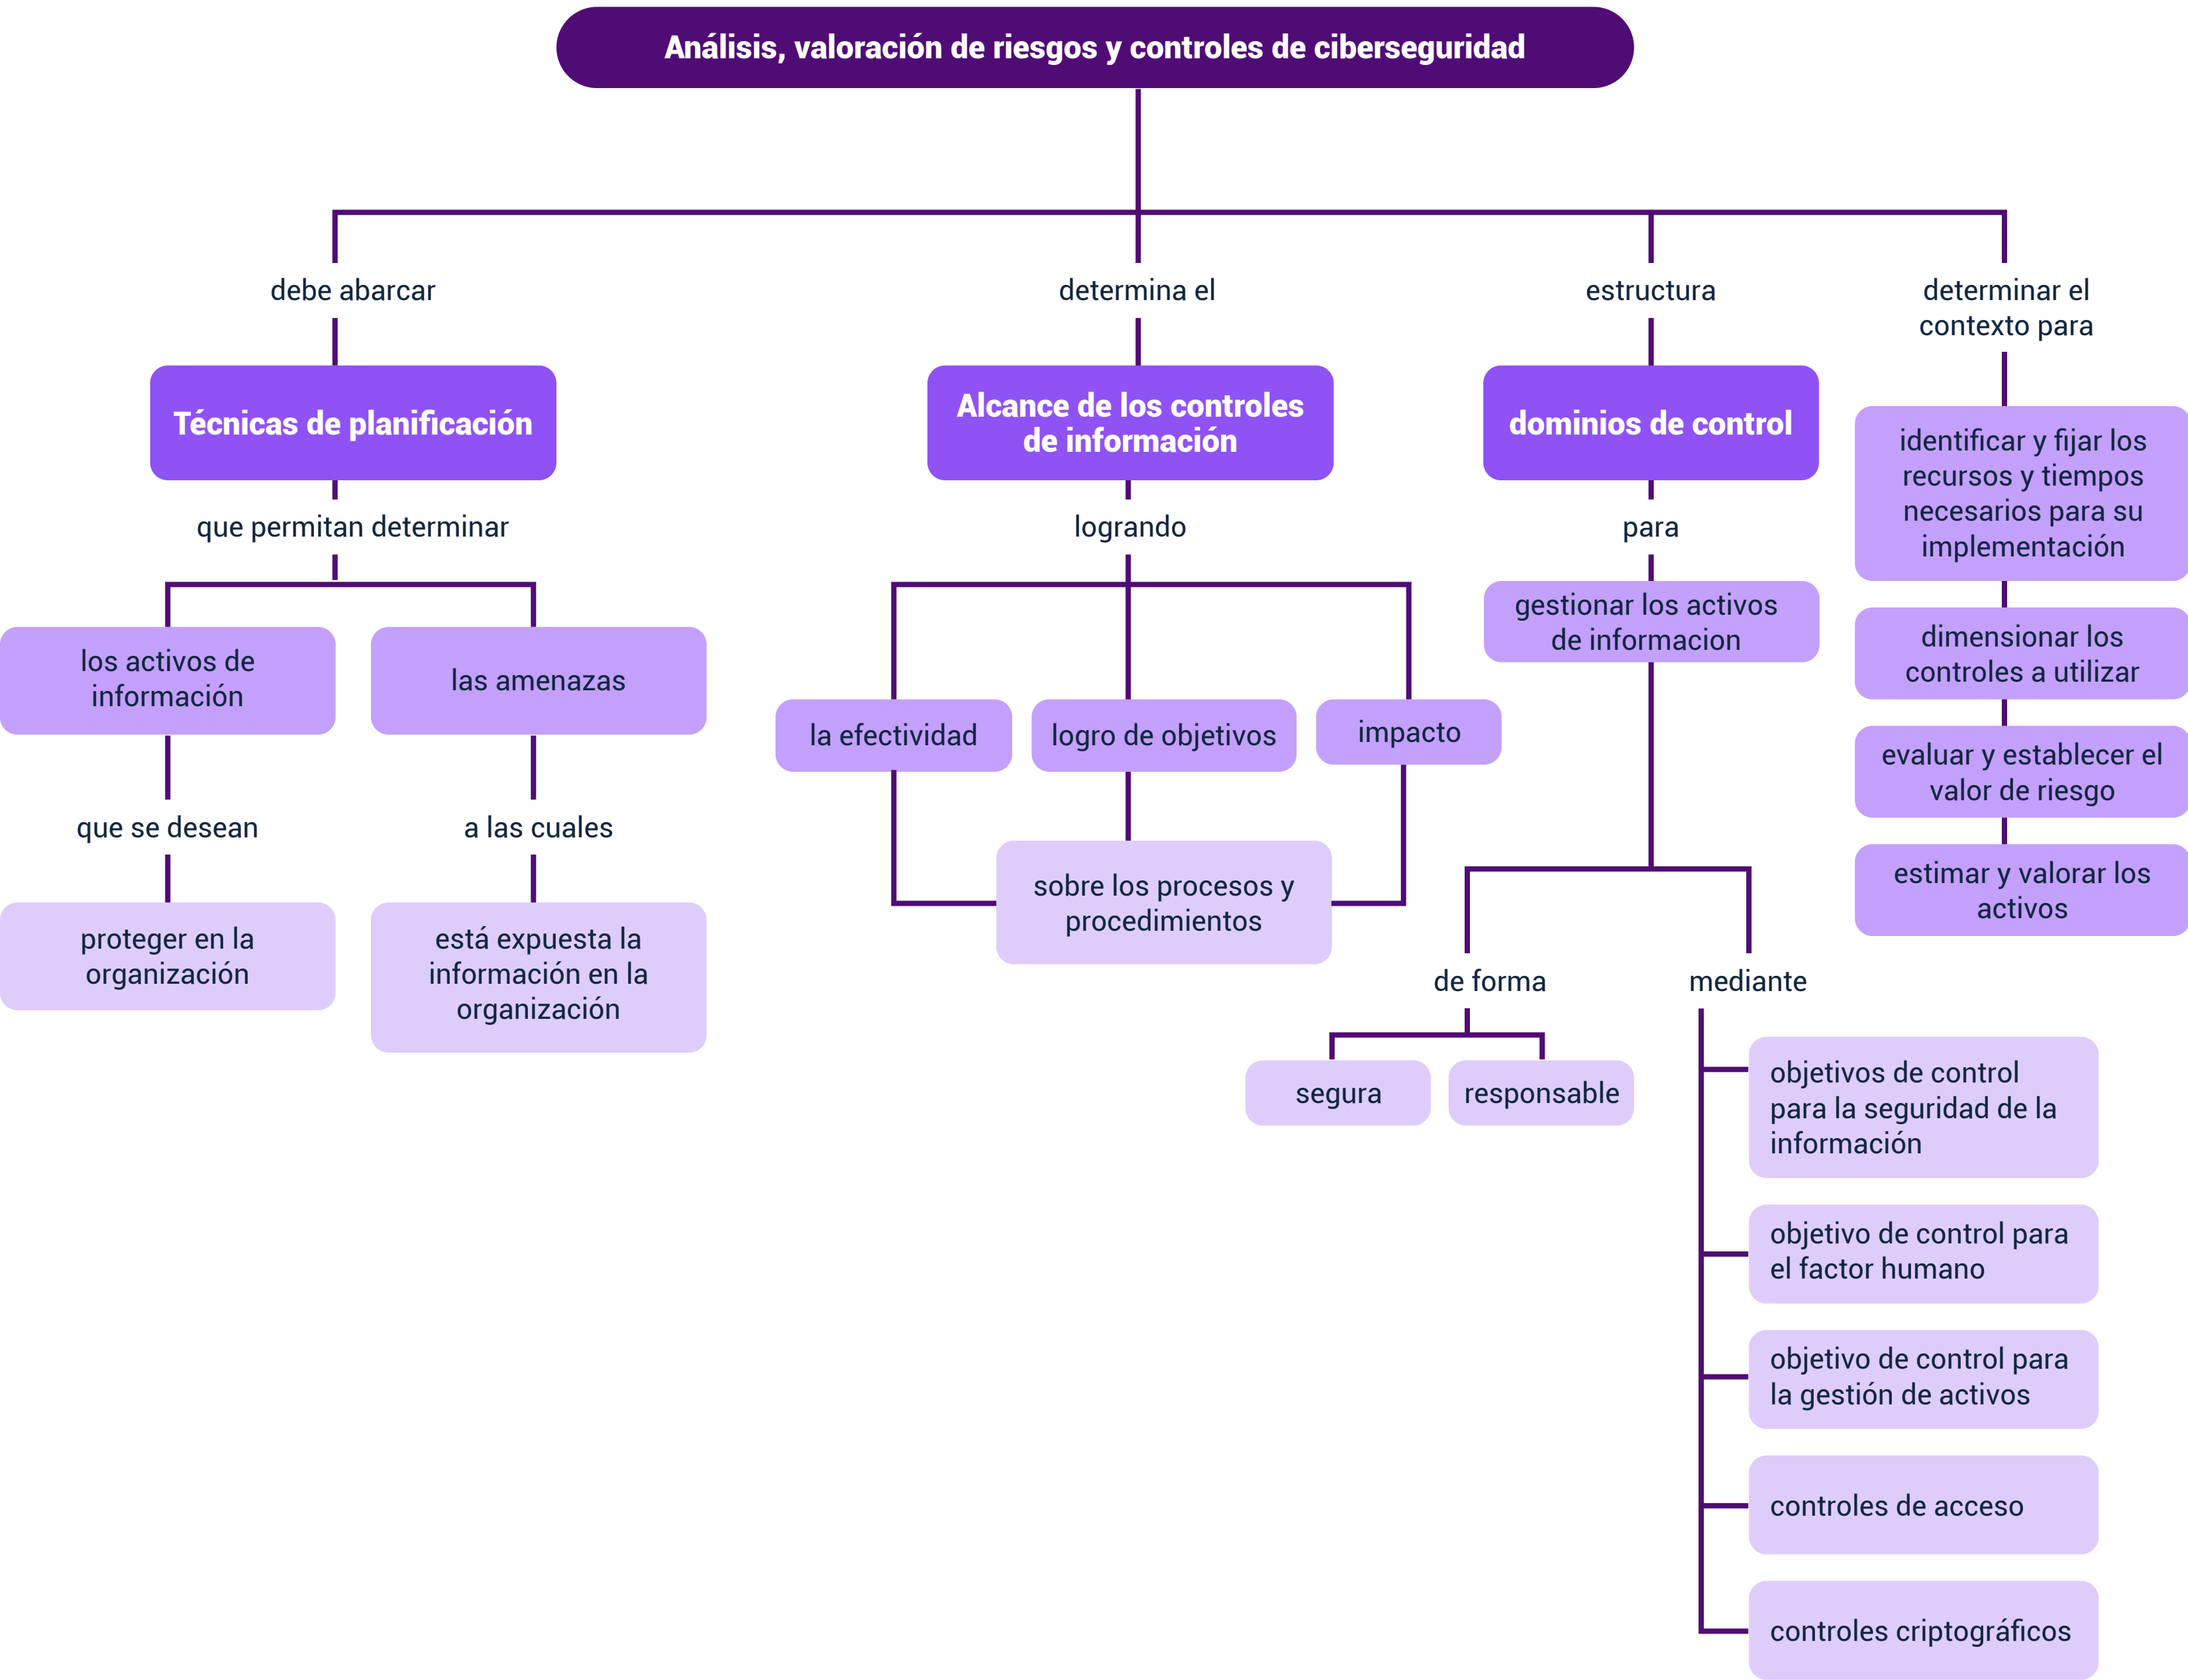 Análisis, valoración de riesgos y controles de ciberseguridad
debe abarcar
Técnicas de planificación
que permitan determinar
los activos de
información
que se desean
proteger en la
organización
las amenazas
a las cuales
está expuesta la
información en la
organización
determina el
Alcance de los controles
de información
logrando
la efectividad
logro de objetivos
impacto
sobre los procesos y
procedimientos
estructura
dominios de control
para
gestionar los activos
de informacion
de forma
segura
responsable
mediante
objetivos de control
para la seguridad de la
información
objetivo de control para
el factor humano
objetivo de control para
la gestión de activos
controles de acceso
controles criptográficos
determinar el
contexto para
identificar y fijar los
recursos y tiempos
necesarios para su
implementación
dimensionar los
controles a utilizar
evaluar y establecer el
valor de riesgo
estimar y valorar los
activos